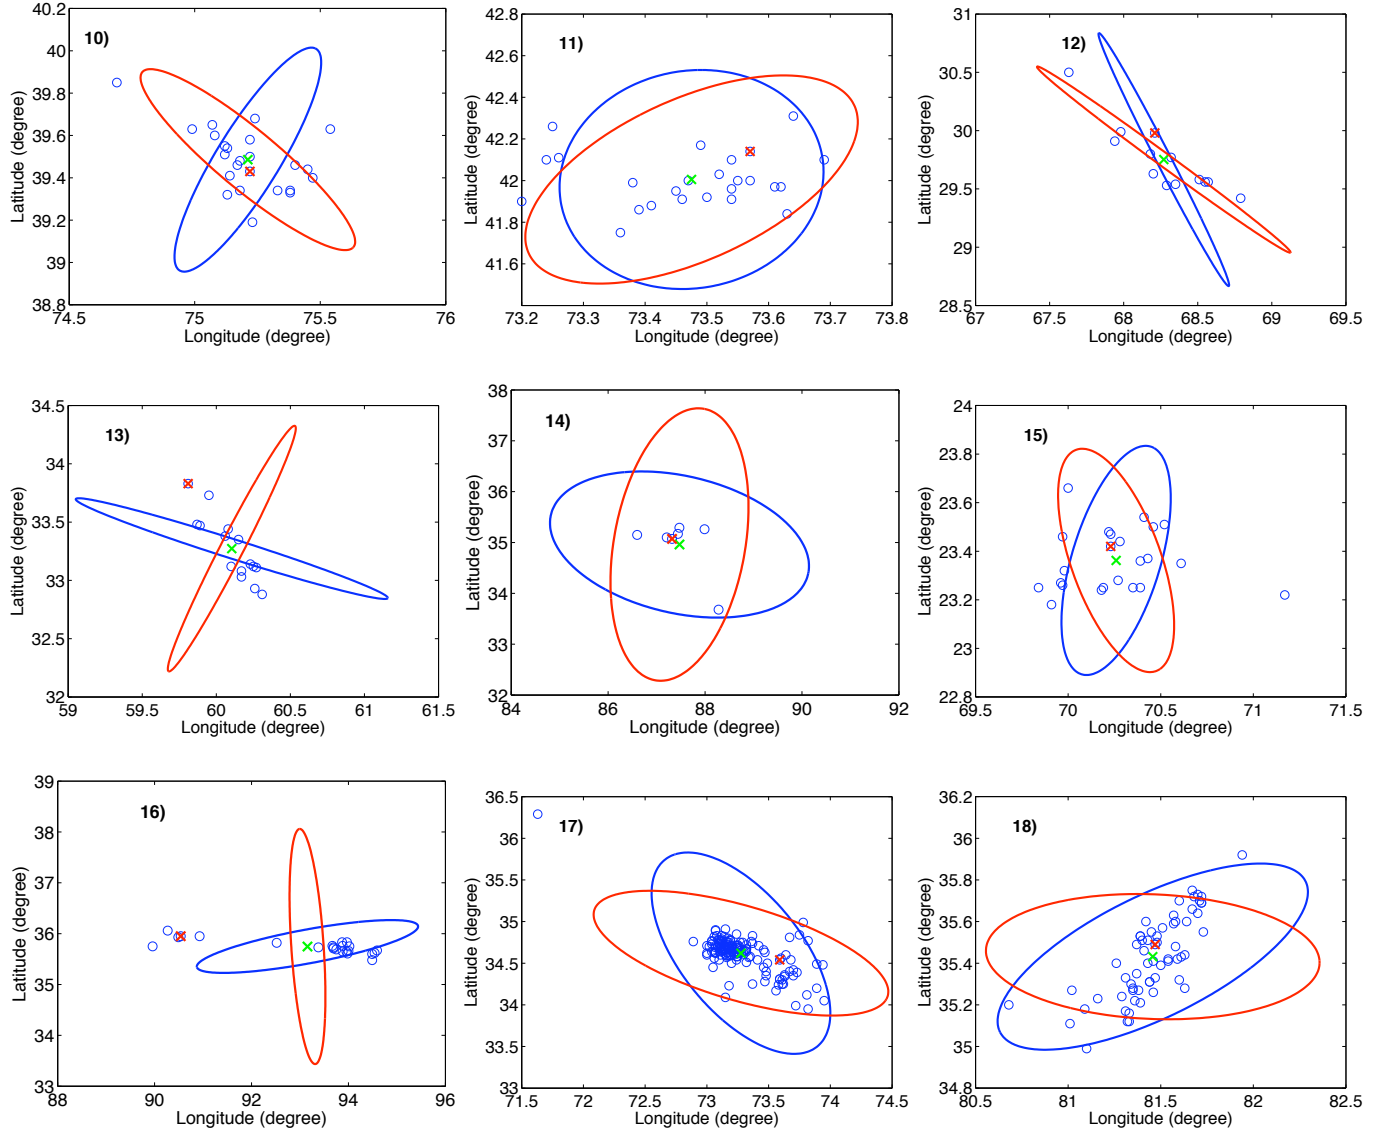 10)
40.2
40
39.8
39.6
39.4
39.2
39
38.8
74.5 75 75.5 76
Longitude (degree)
Latitude (degree)
11)
42.8
42.6
42.4
42.2
42
41.8
41.6
73.2 73.3 73.4 73.5 73.6 73.7 73.8
Longitude (degree)
Latitude (degree)
12)
31
30.5
30
29.5
29
28.5
67 67.5 68 68.5 69 69.5
Longitude (degree)
Latitude (degree)
13)
34.5
34
33.5
33
32.5
32
59 59.5 60 60.5 61 61.5
Longitude (degree)
Latitude (degree)
14)
38
37
36
35
34
33
32
84 86 88 90 92
Longitude (degree)
Latitude (degree)
15)
24
23.8
23.6
23.4
23.2
23
22.8
69.5 70 70.5 71 71.5
Longitude (degree)
Latitude (degree)
16)
39
38
37
36
35
34
33
88 90 92 94 96
Longitude (degree)
Latitude (degree)
17)
36.5
36
35.5
35
34.5
34
33.5
33
71.5 72 72.5 73 73.5 74 74.5
Longitude (degree)
Latitude (degree)
18)
36.2
36
35.8
35.6
35.4
35.2
35
34.8
80.5 81 81.5 82 82.5
Longitude (degree)
Latitude (degree)